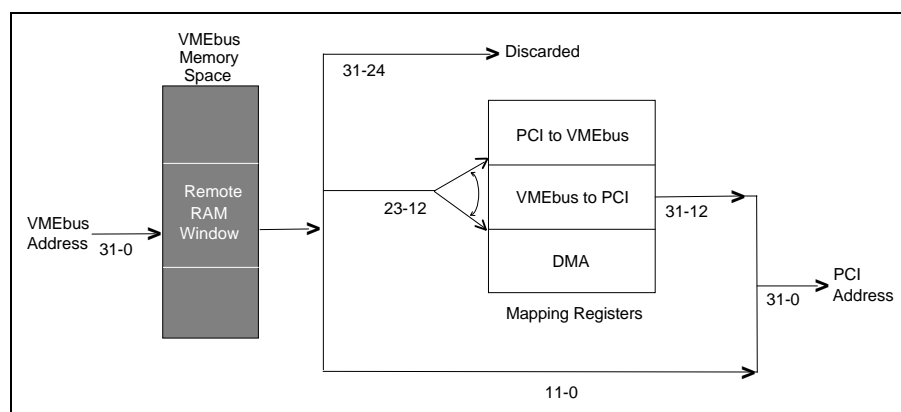 VMEbus
Memory
Space
31-24
Discarded
PCI to VMEbus
Remote
RAM
Window
23-12
VMEbus to PCI
31-12
VMEbus
Address
31-0
DMA
PCI
Address
31-0
Mapping Registers
11-0